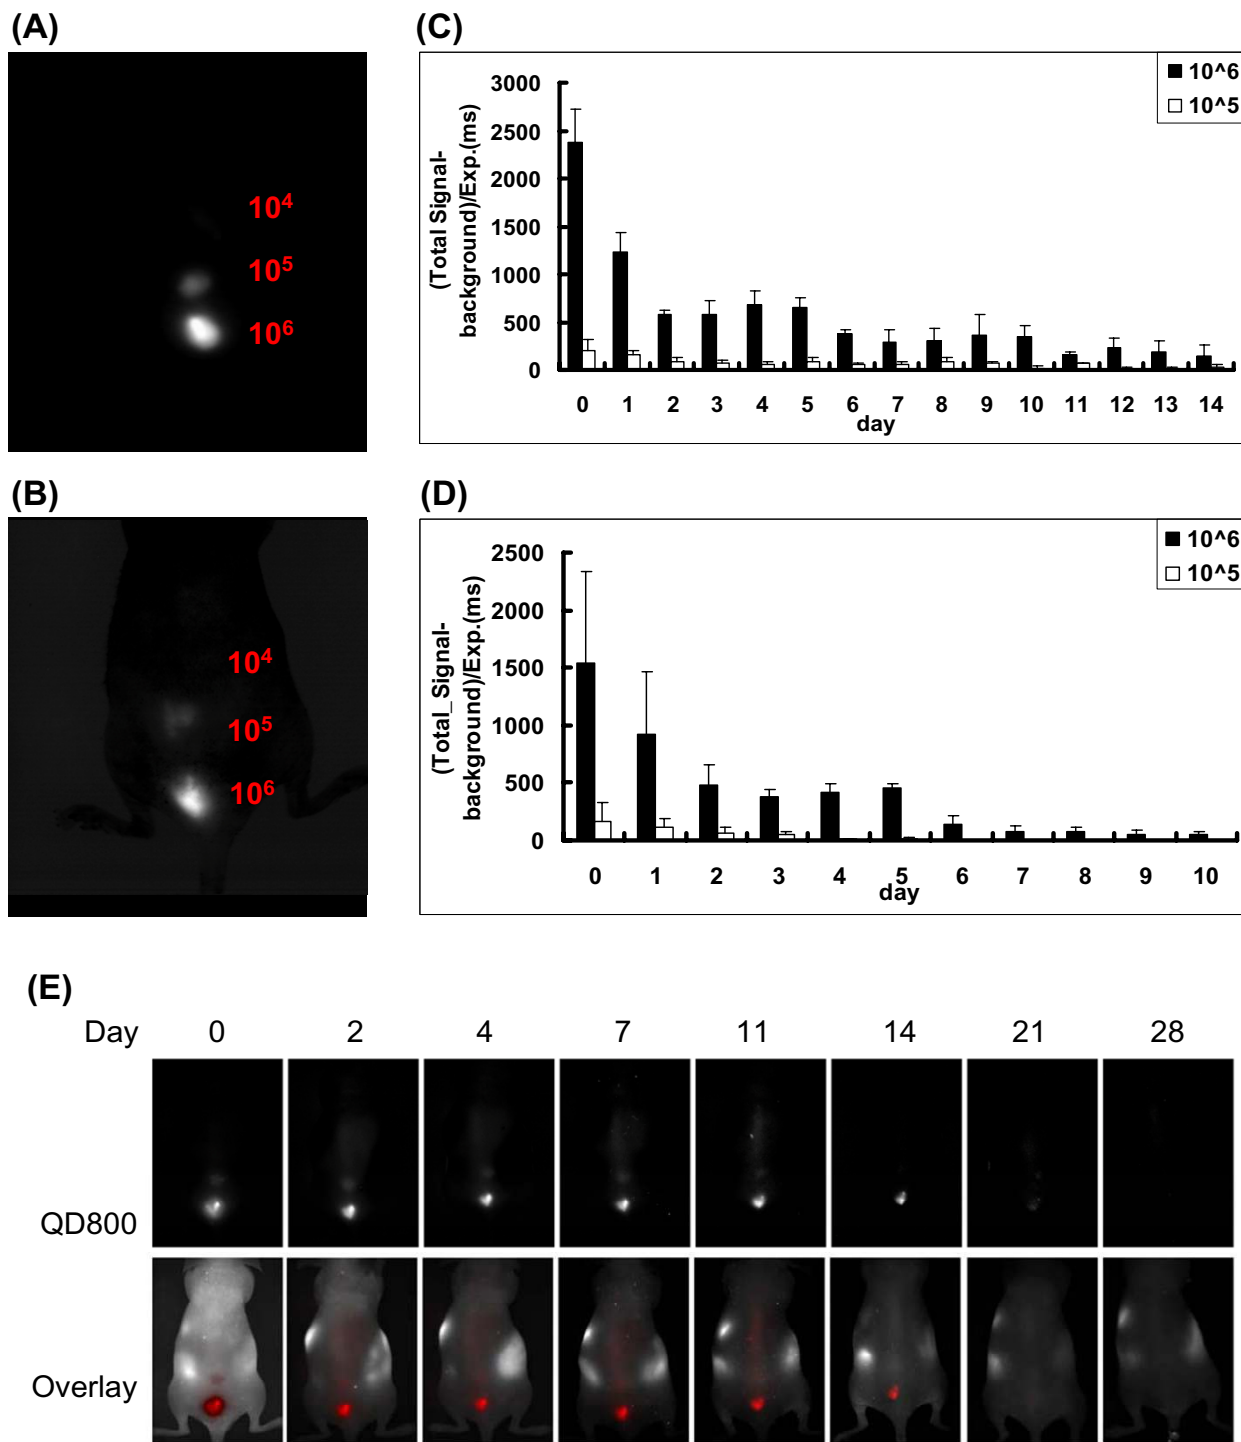 (A)
10⁴
10⁵
10⁶
(B)
10⁴
10⁵
10⁶
(C)
(Total Signal-
background)/Exp.(ms)
3000
2500
2000
1500
1000
500
0
0 1 2 3 4 5 6 7 8 9 10 11 12 13 14
day
10^6
10^5
(D)
(Total_Signal-
background)/Exp.(ms)
2500
2000
1500
1000
500
0
0 1 2 3 4 5 6 7 8 9 10
day
10^6
10^5
(E)
Day 0 2 4 7 11 14 21 28
QD800
Overlay